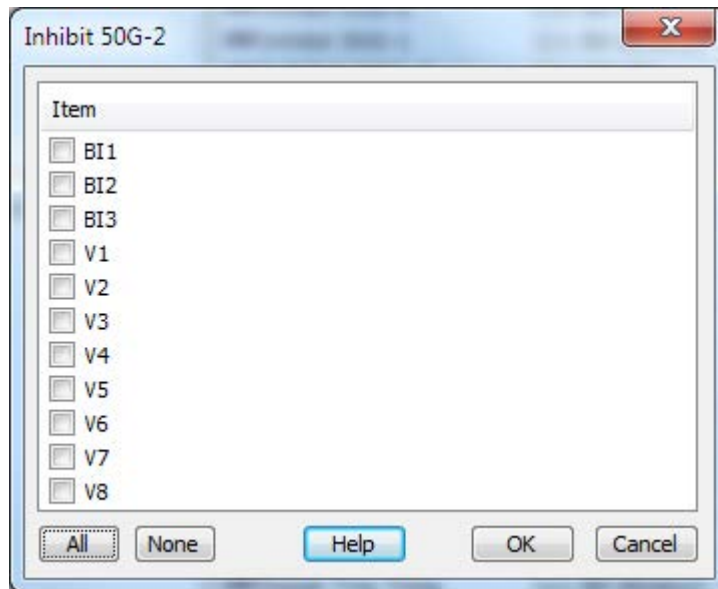 Inhibit 50G-2
Item
BI1
BI2
BI3
V1
V2
V3
V4
V5
V6
V7
V8
All None Help OK Cancel